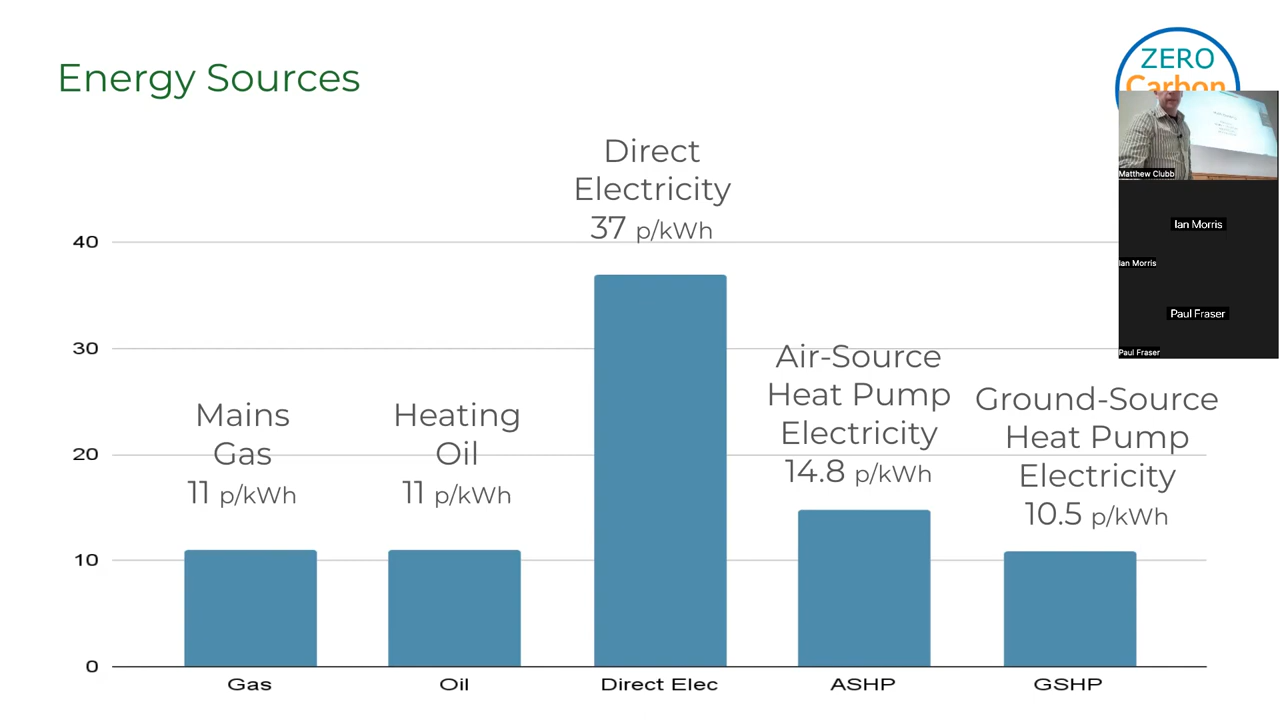 Energy Sources
ZERO
Carbon
Matthew Clubb
Ian Morris
Ian Morris
Paul Fraser
Paul Fraser
Direct
Electricity
37 p/kWh
Air-Source
Heat Pump
Electricity
14.8 p/kWh
Ground-Source
Heat Pump
Electricity
10.5 p/kWh
Mains
Gas
11 p/kWh
Heating
Oil
11 p/kWh
40
30
20
10
0
Gas
Oil
Direct Elec
ASHP
GSHP